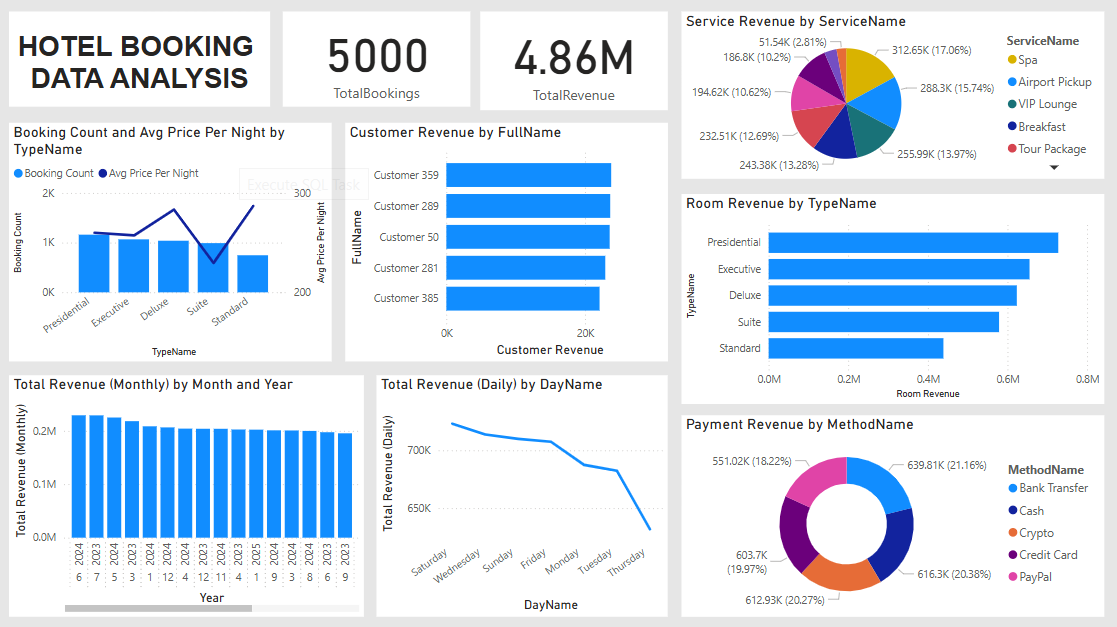 HOTEL BOOKING
DATA ANALYSIS
5000
TotalBookings
4.86M
TotalRevenue
Service Revenue by ServiceName
51.54K (2.81%)
186.8K (10.2%)
194.62K (10.62%)
232.51K (12.69%)
243.38K (13.28%)
312.65K (17.06%)
288.3K (15.74%)
255.99K (13.97%)
ServiceName
Spa
Airport Pickup
VIP Lounge
Breakfast
Tour Package
Booking Count and Avg Price Per Night by
TypeName
Booking Count
Avg Price Per Night
Execute SQL Task
2K
1K
0K
300
200
Booking Count
Avg Price Per Night
Presidential
Executive
Deluxe
Suite
Standard
TypeName
Customer Revenue by FullName
FullName
Customer 359
Customer 289
Customer 50
Customer 281
Customer 385
0K
20K
Customer Revenue
Room Revenue by TypeName
TypeName
Presidential
Executive
Deluxe
Suite
Standard
0.0M
0.2M
0.4M
0.6M
0.8M
Room Revenue
Total Revenue (Monthly) by Month and Year
Total Revenue (Monthly)
0.2M
0.1M
0.0M
2024 2023 2024 2023 2024 2024 2024 2023 2024 2023 2025 2024 2023 2024 2023 2023
6 7 5 3 1 12 4 12 11 4 1 9 3 8 6 9
Year
Total Revenue (Daily) by DayName
Total Revenue (Daily)
700K
650K
Saturday
Wednesday
Sunday
Friday
Monday
Tuesday
Thursday
DayName
Payment Revenue by MethodName
551.02K (18.22%)
603.7K
(19.97%)
612.93K (20.27%)
639.81K (21.16%)
616.3K (20.38%)
MethodName
Bank Transfer
Cash
Crypto
Credit Card
PayPal